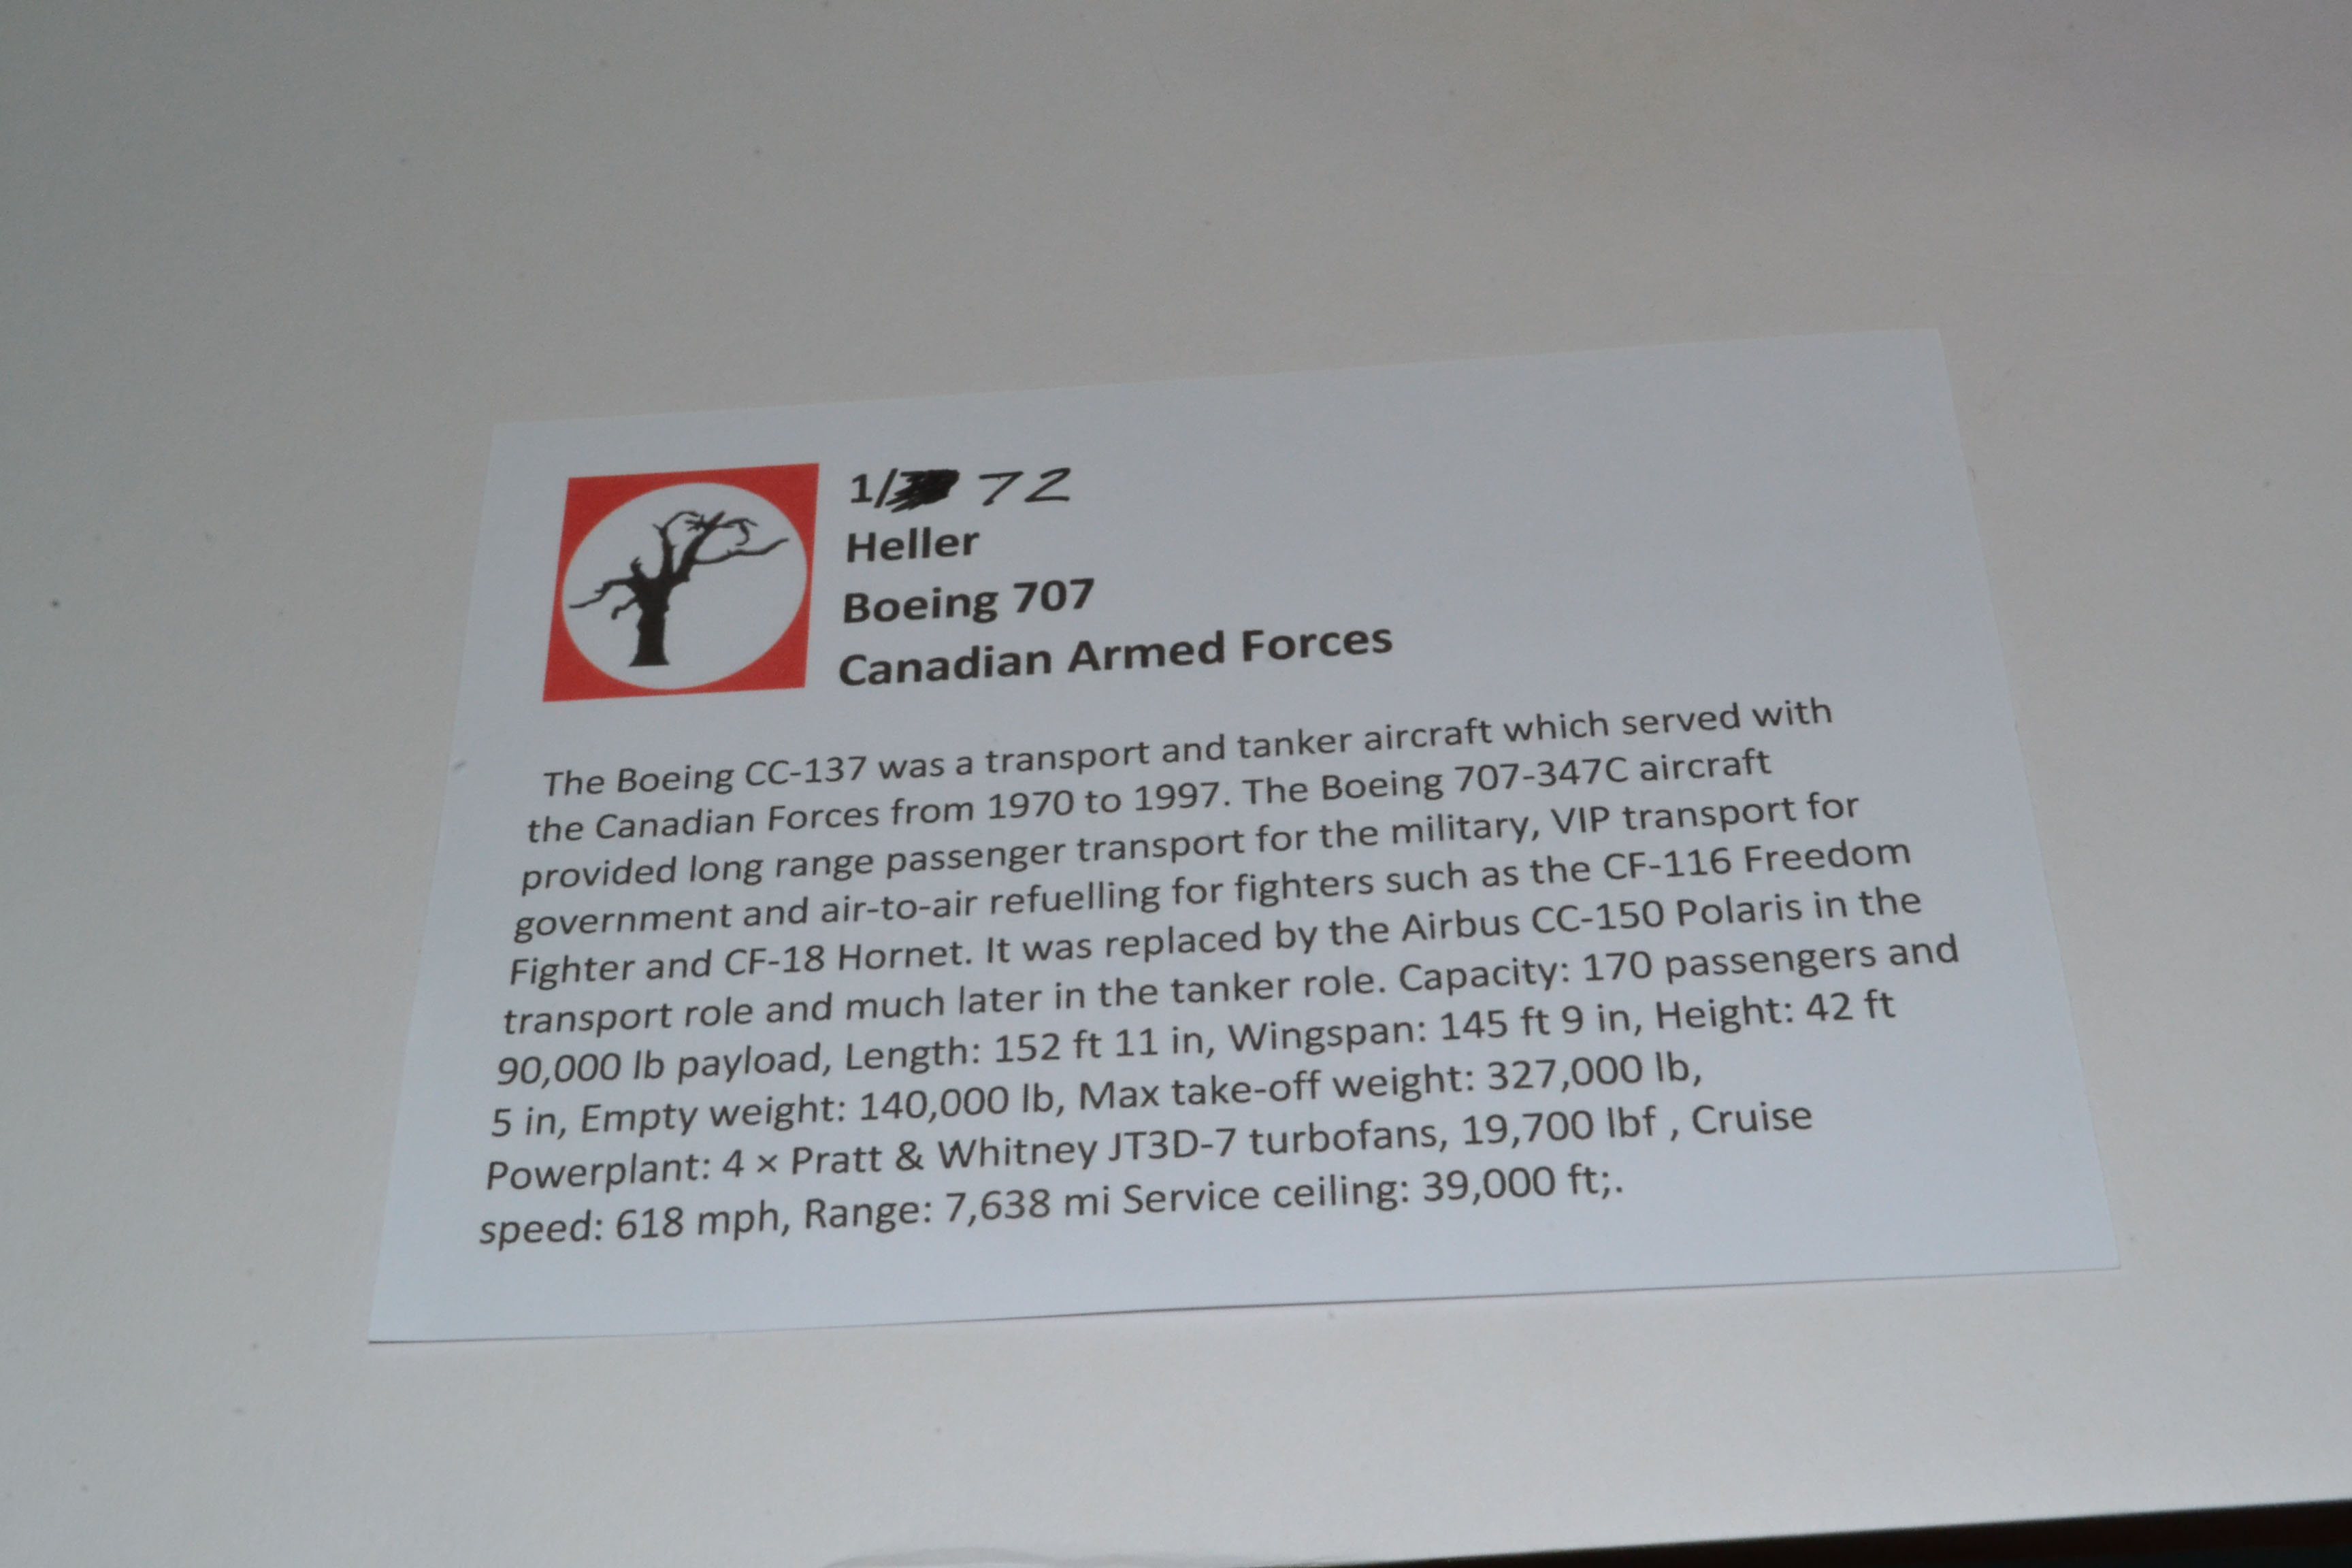 1/ 72
Heller
Boeing 707
Canadian Armed Forces
The Boeing CC-137 was a transport and tanker aircraft which served with
the Canadian Forces from 1970 to 1997. The Boeing 707-347C aircraft
provided long range passenger transport for the military, VIP transport for
government and air-to-air refuelling for fighters such as the CF-116 Freedom
Fighter and CF-18 Hornet. It was replaced by the Airbus CC-150 Polaris in the
transport role and much later in the tanker role. Capacity: 170 passengers and
90,000 lb payload, Length: 152 ft 11 in, Wingspan: 145 ft 9 in, Height: 42 ft
5 in, Empty weight: 140,000 lb, Max take-off weight: 327,000 lb,
Powerplant: 4 × Pratt & Whitney JT3D-7 turbofans, 19,700 lbf , Cruise
speed: 618 mph, Range: 7,638 mi Service ceiling: 39,000 ft;.